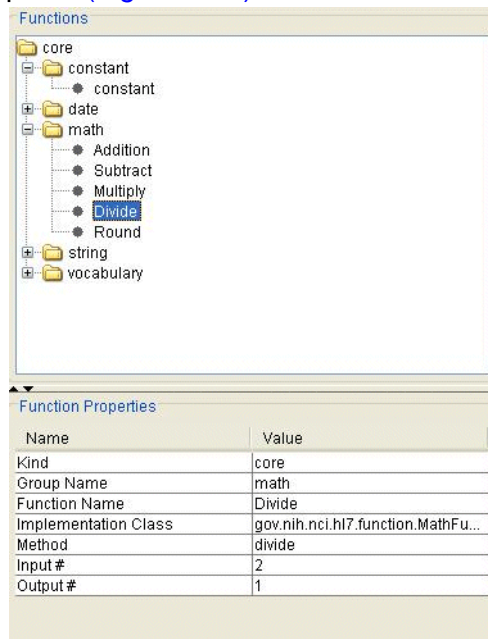 Functions
core
constant
constant
date
math
Addition
Subtract
Multiply
Divide
Round
string
vocabulary
Function Properties
Name Value
Kind core
Group Name math
Function Name Divide
Implementation Class gov.nih.nci.hl7.function.MathFu...
Method divide
Input # 2
Output # 1